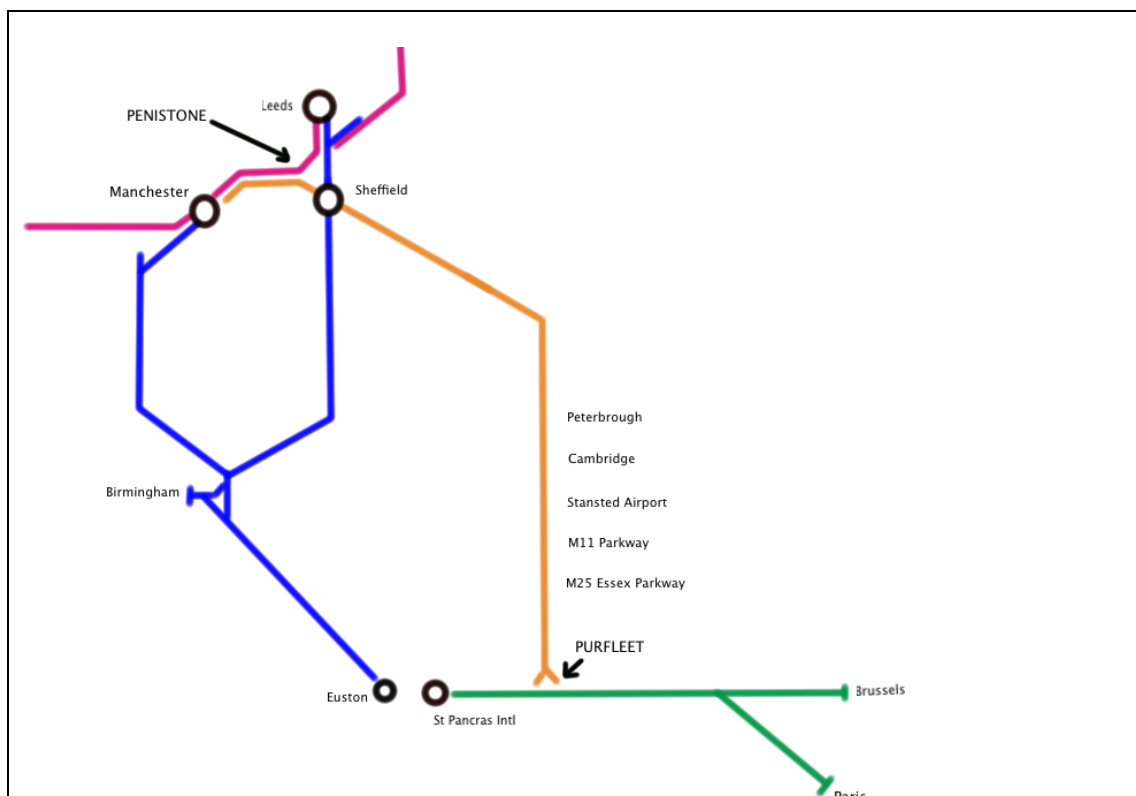 Leeds
PENISTONE
Manchester
Sheffield
Peterbrough
Cambridge
Birmingham
Stansted Airport
M11 Parkway
M25 Essex Parkway
PURFLEET
Euston
Brussels
St Pancras Intl
Paris